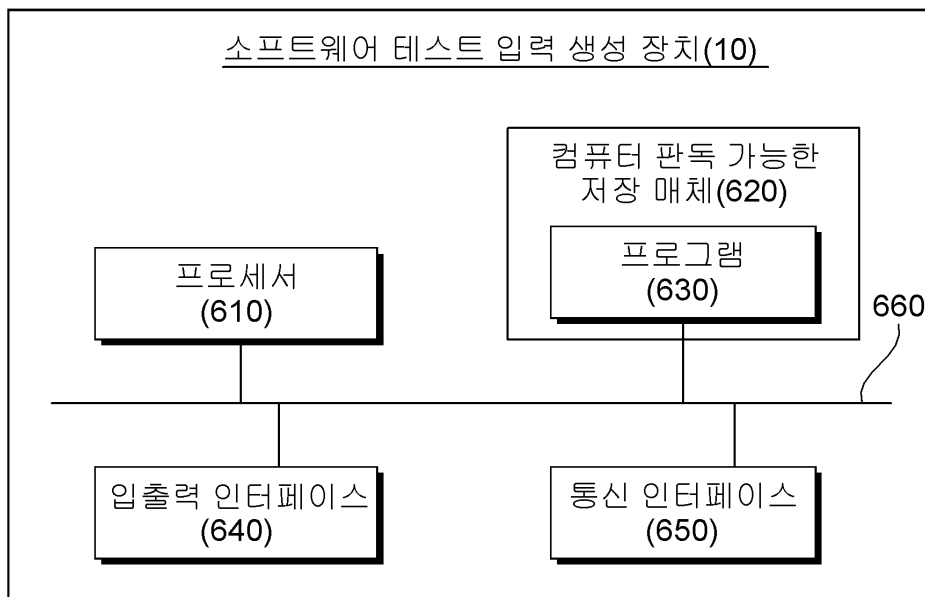 소프트웨어 테스트 입력 생성 장치(10)
컴퓨터 판독 가능한
저장 매체(620)
프로그램
(630)
프로세서
(610)
660
입출력 인터페이스
(640)
통신 인터페이스
(650)